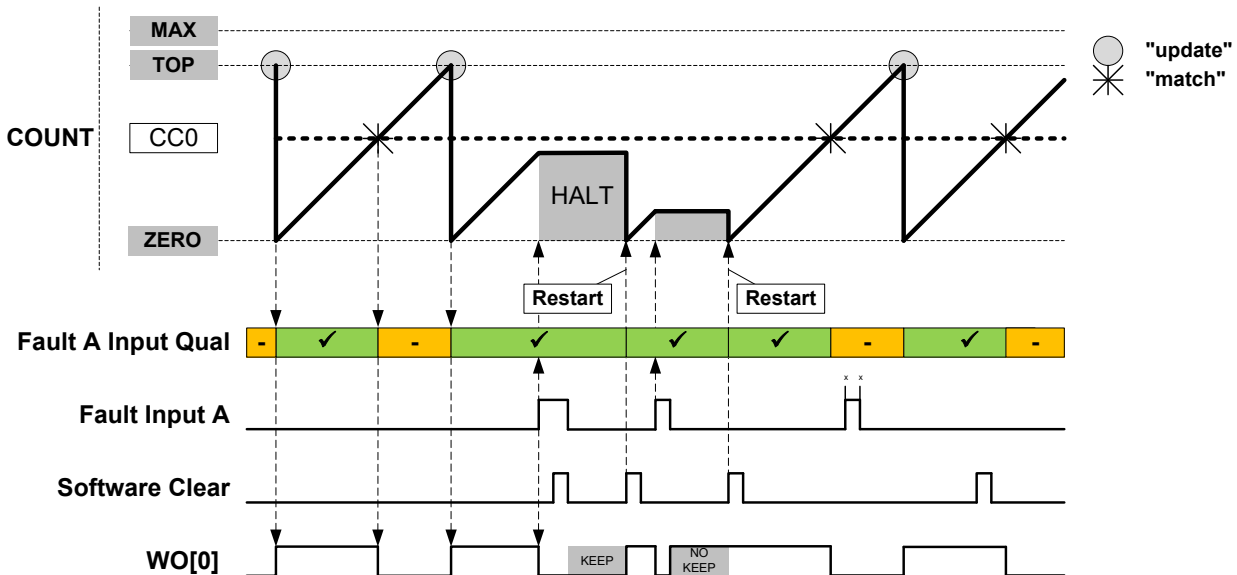 MAX
TOP
"update"
"match"
COUNT
CC0
HALT
ZERO
Restart
Restart
Fault A Input Qual
- ✓ - ✓ ✓ ✓ - ✓ -
x x
Fault Input A
Software Clear
WO[0]
KEEP
NO
KEEP